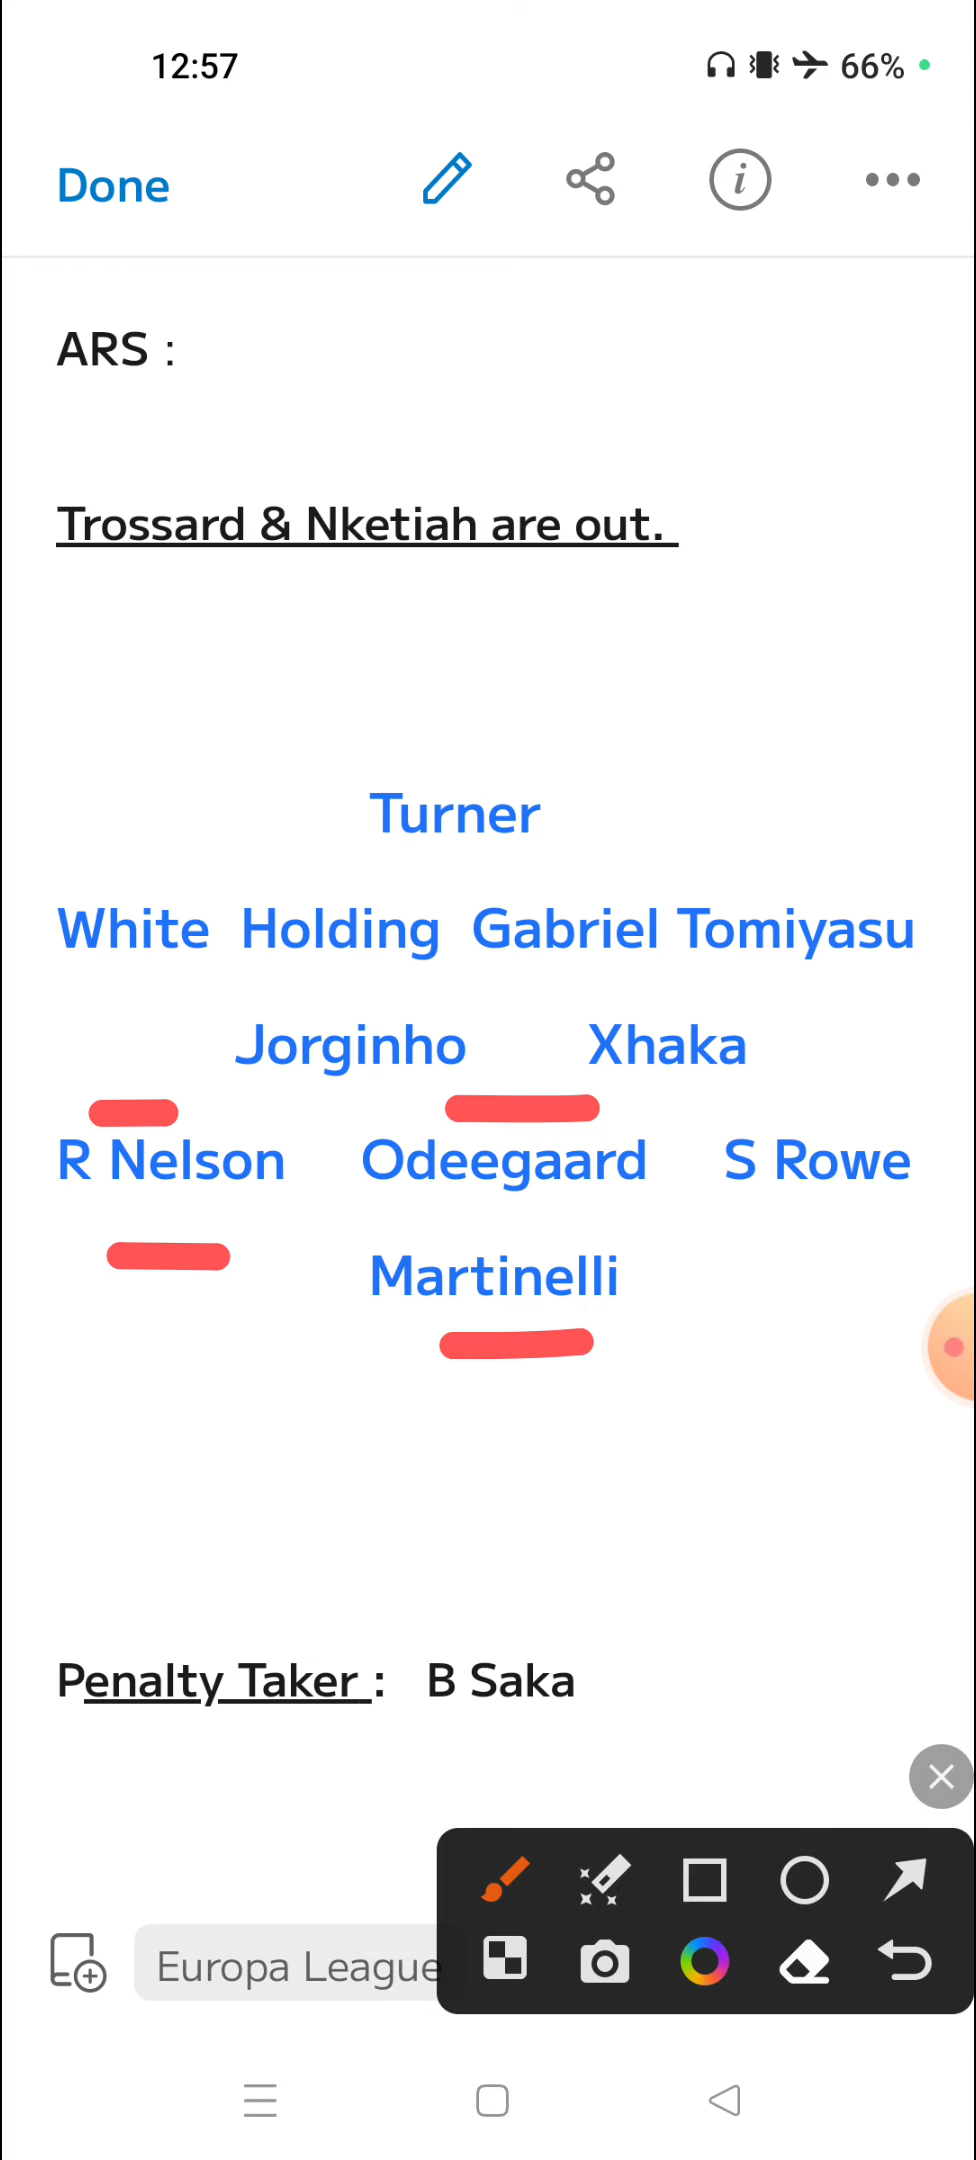 12:57 66%
Done
ARS :
Trossard & Nketiah are out.
Turner
White Holding Gabriel Tomiyasu
Jorginho Xhaka
R Nelson Odeegaard S Rowe
Martinelli
Penalty Taker : B Saka
Europa League